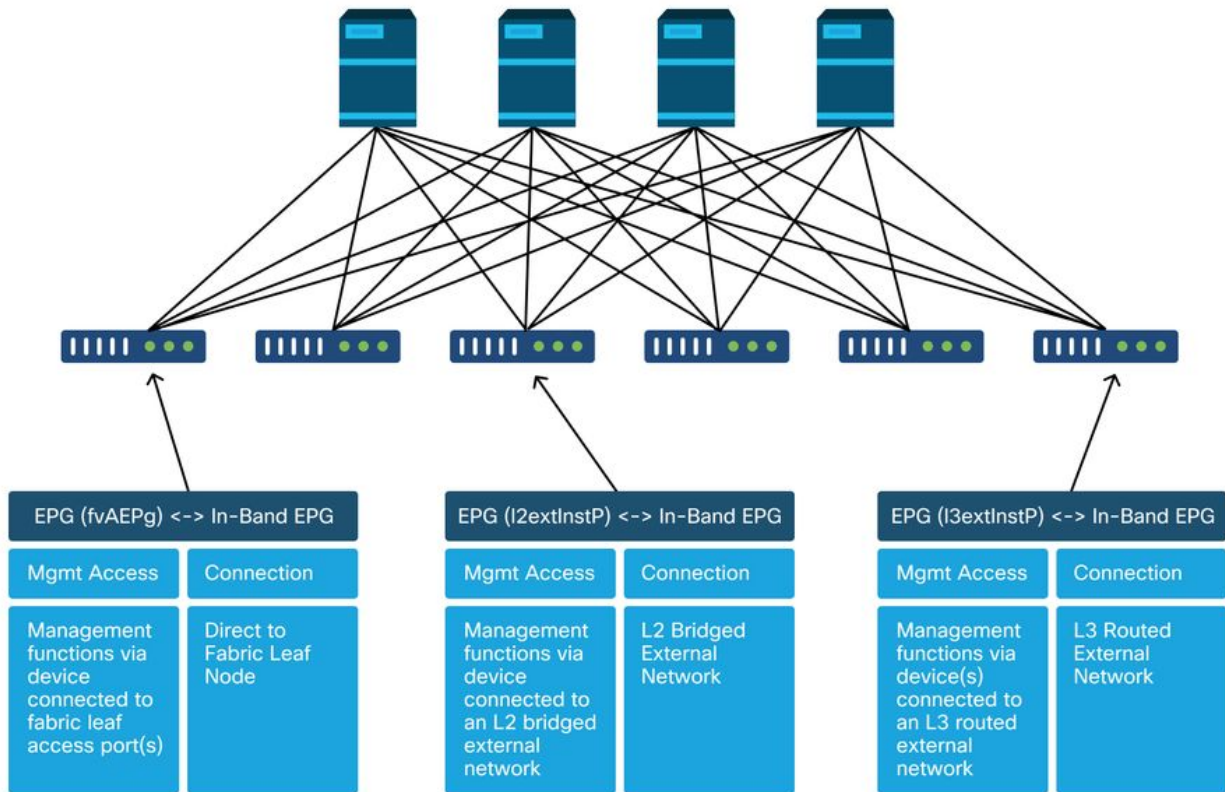 EPG (fvAEPg) <-> In-Band EPG
Mgmt Access
Connection
Management
functions via
device
connected to
fabric leaf
access port(s)
Direct to
Fabric Leaf
Node
EPG (l2extInstP) <-> In-Band EPG
Mgmt Access
Connection
Management
functions via
device
connected to
an L2 bridged
external
network
L2 Bridged
External
Network
EPG (l3extInstP) <-> In-Band EPG
Mgmt Access
Connection
Management
functions via
device(s)
connected to
an L3 routed
external
network
L3 Routed
External
Network